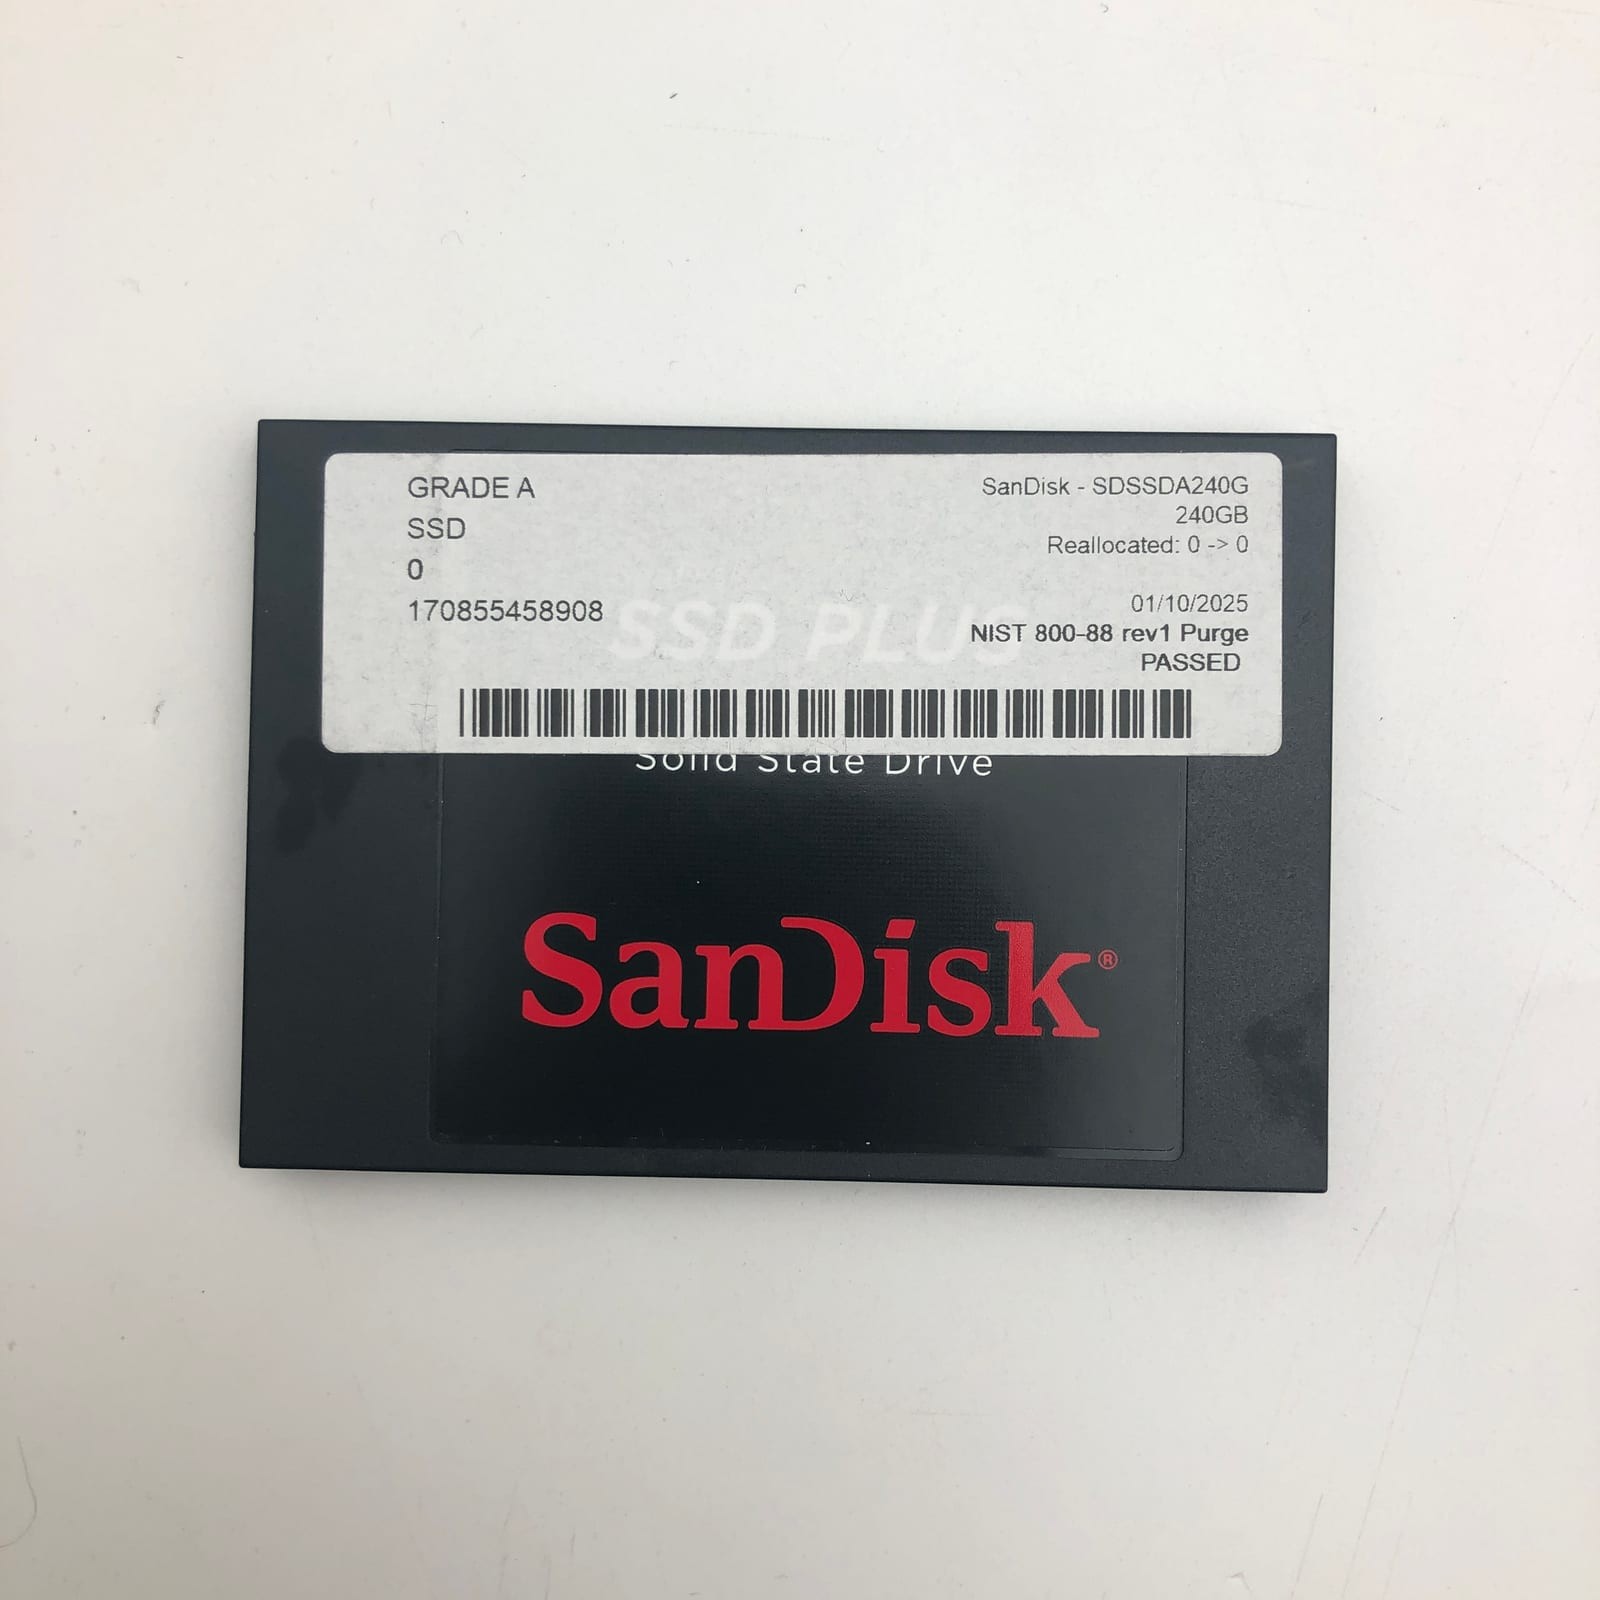 GRADE A
SSD
0
170855458908
SanDisk - SDSSDA240G
240GB
Reallocated: 0 -> 0
01/10/2025
NIST 800-88 rev1 Purge
PASSED
SSD PLUS
Solid State Drive
SanDisk®